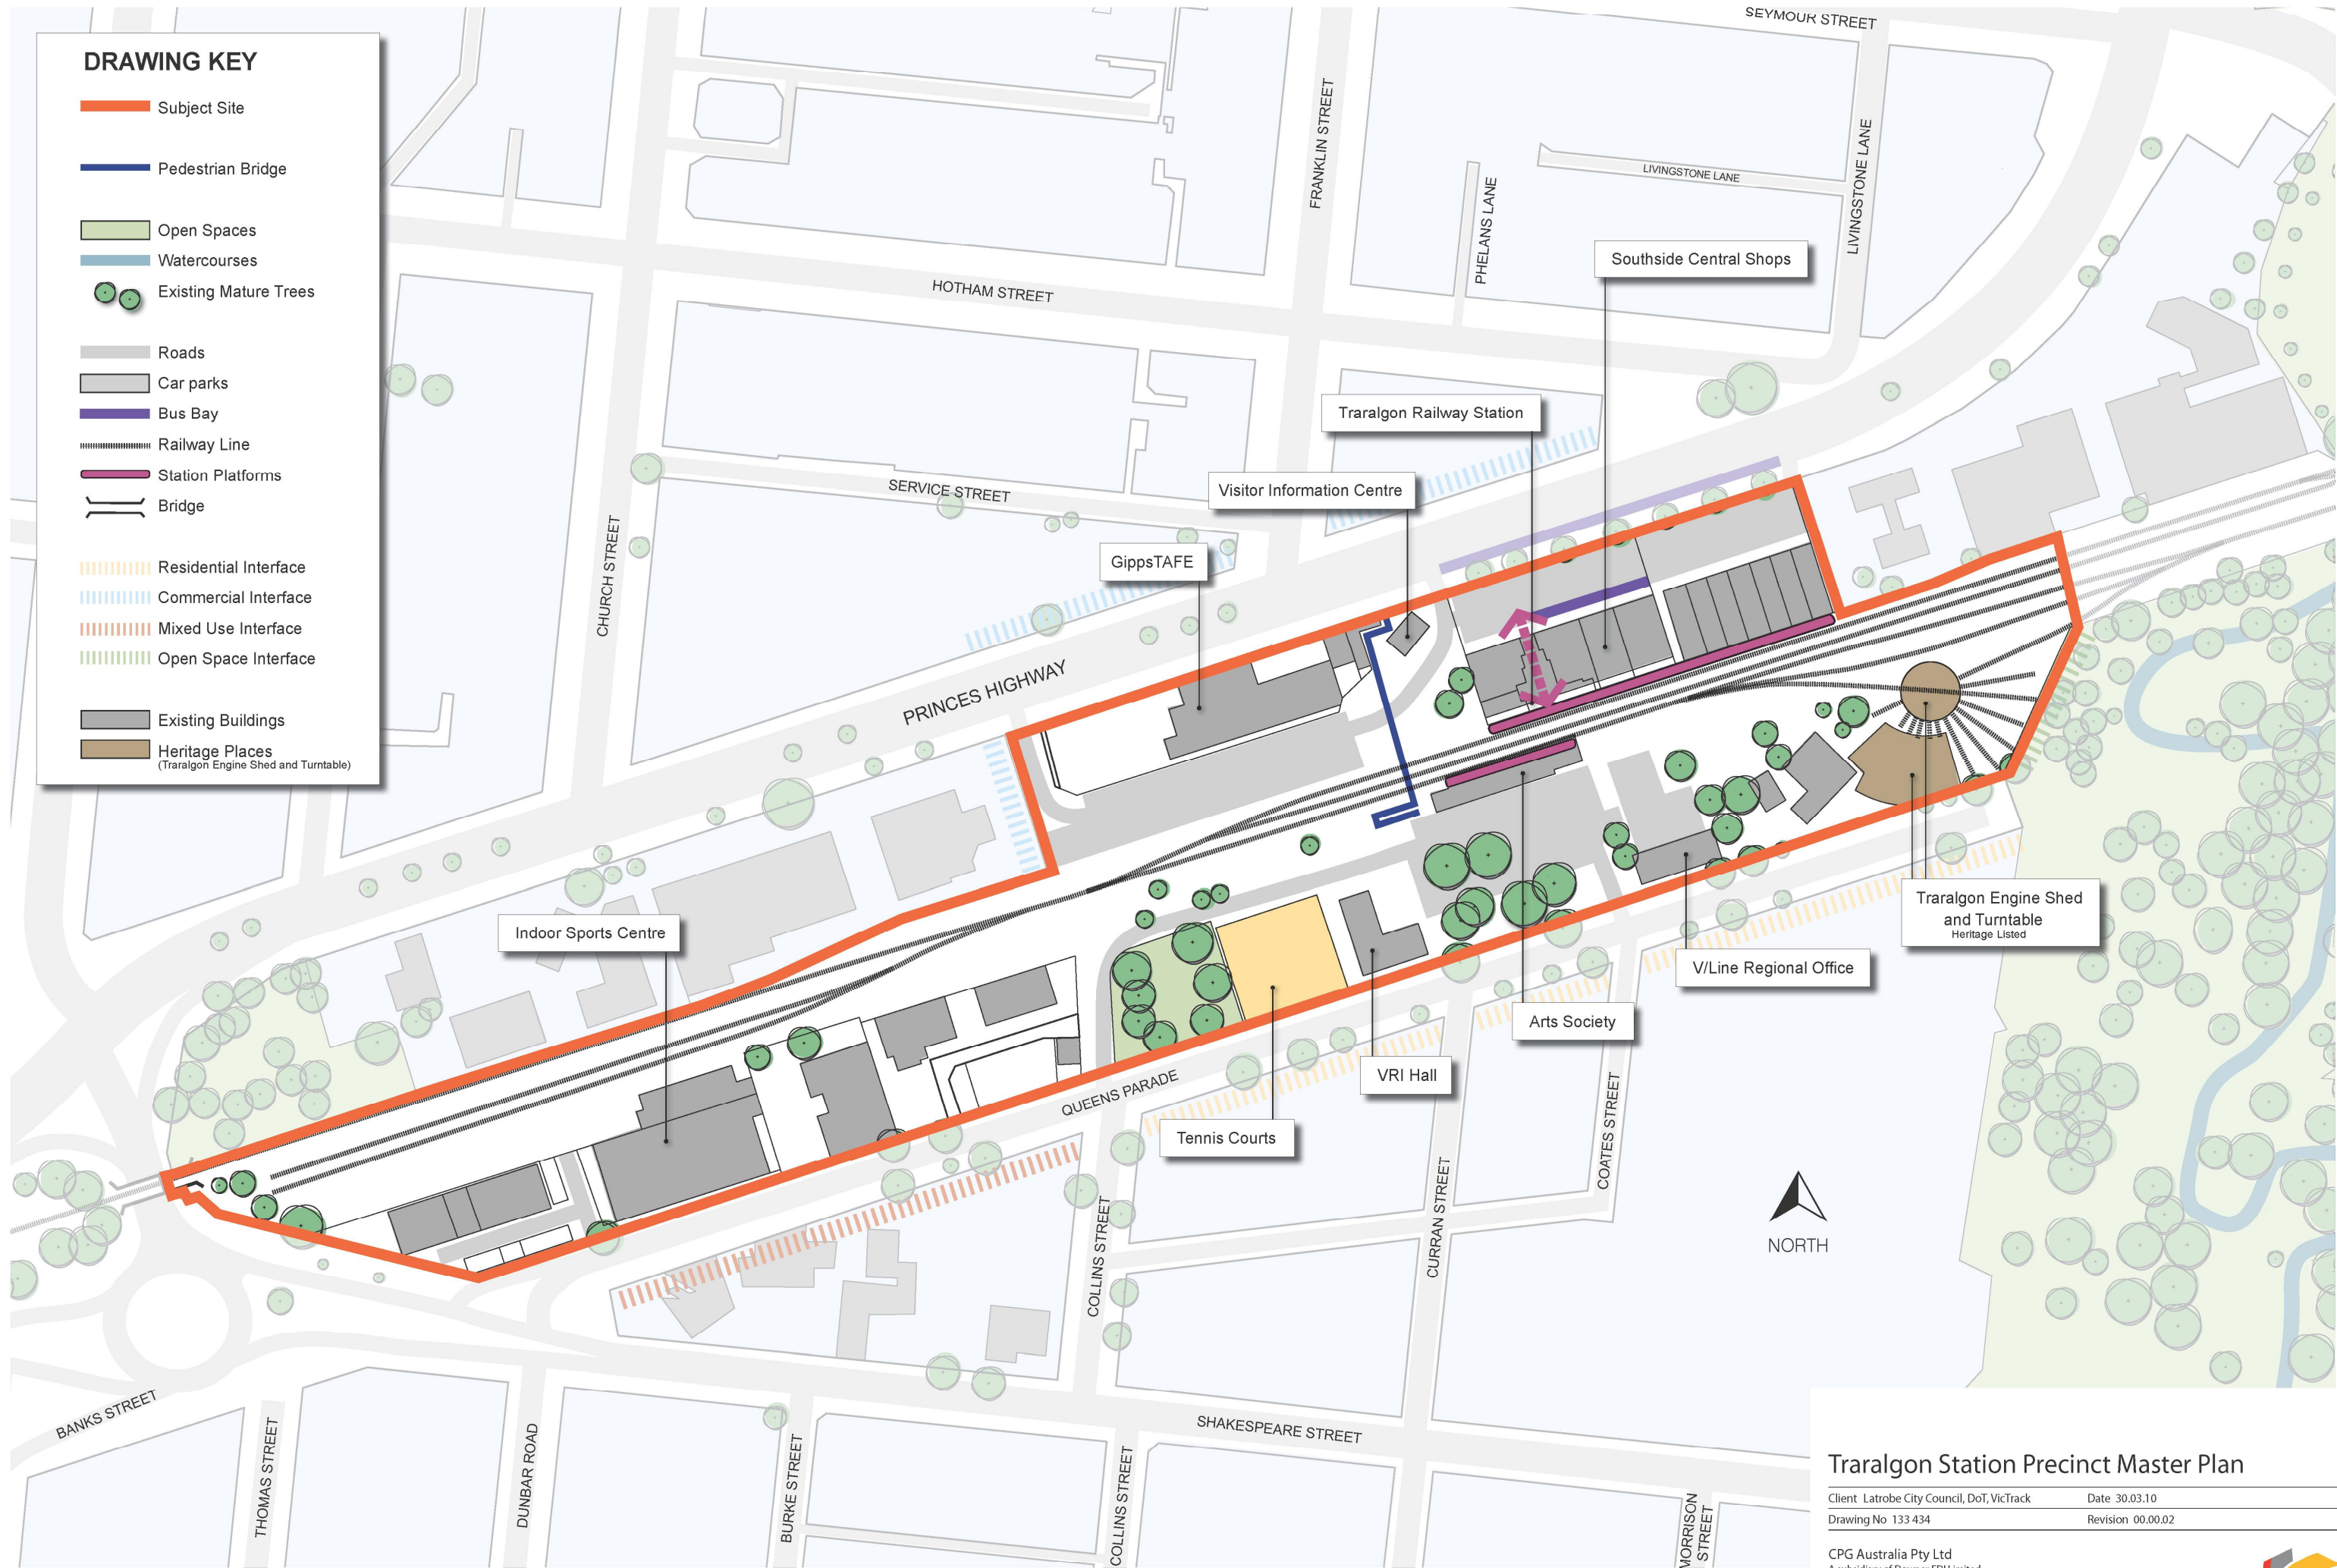 DRAWING KEY
Subject Site
Pedestrian Bridge
Open Spaces
Watercourses
Existing Mature Trees
Roads
Car parks
Bus Bay
Railway Line
Station Platforms
Bridge
Residential Interface
Commercial Interface
Mixed Use Interface
Open Space Interface
Existing Buildings
Heritage Places
(Traralgon Engine Shed and Turntable)
SEYMOUR STREET
FRANKLIN STREET
PHELANS LANE
LIVINGSTONE LANE
LIVINGSTONE LANE
HOTHAM STREET
Southside Central Shops
Traralgon Railway Station
Visitor Information Centre
SERVICE STREET
GippsTAFE
CHURCH STREET
PRINCES HIGHWAY
Indoor Sports Centre
Traralgon Engine Shed
and Turntable
Heritage Listed
V/Line Regional Office
Arts Society
VRI Hall
Tennis Courts
QUEENS PARADE
COLLINS STREET
CURRAN STREET
COATES STREET
NORTH
BANKS STREET
THOMAS STREET
DUNBAR ROAD
BURKE STREET
COLLINS STREET
SHAKESPEARE STREET
MORRISON
STREET
Traralgon Station Precinct Master Plan
Client Latrobe City Council, DoT, VicTrack
Date 30.03.10
Drawing No 133 434
Revision 00.00.02
CPG Australia Pty Ltd